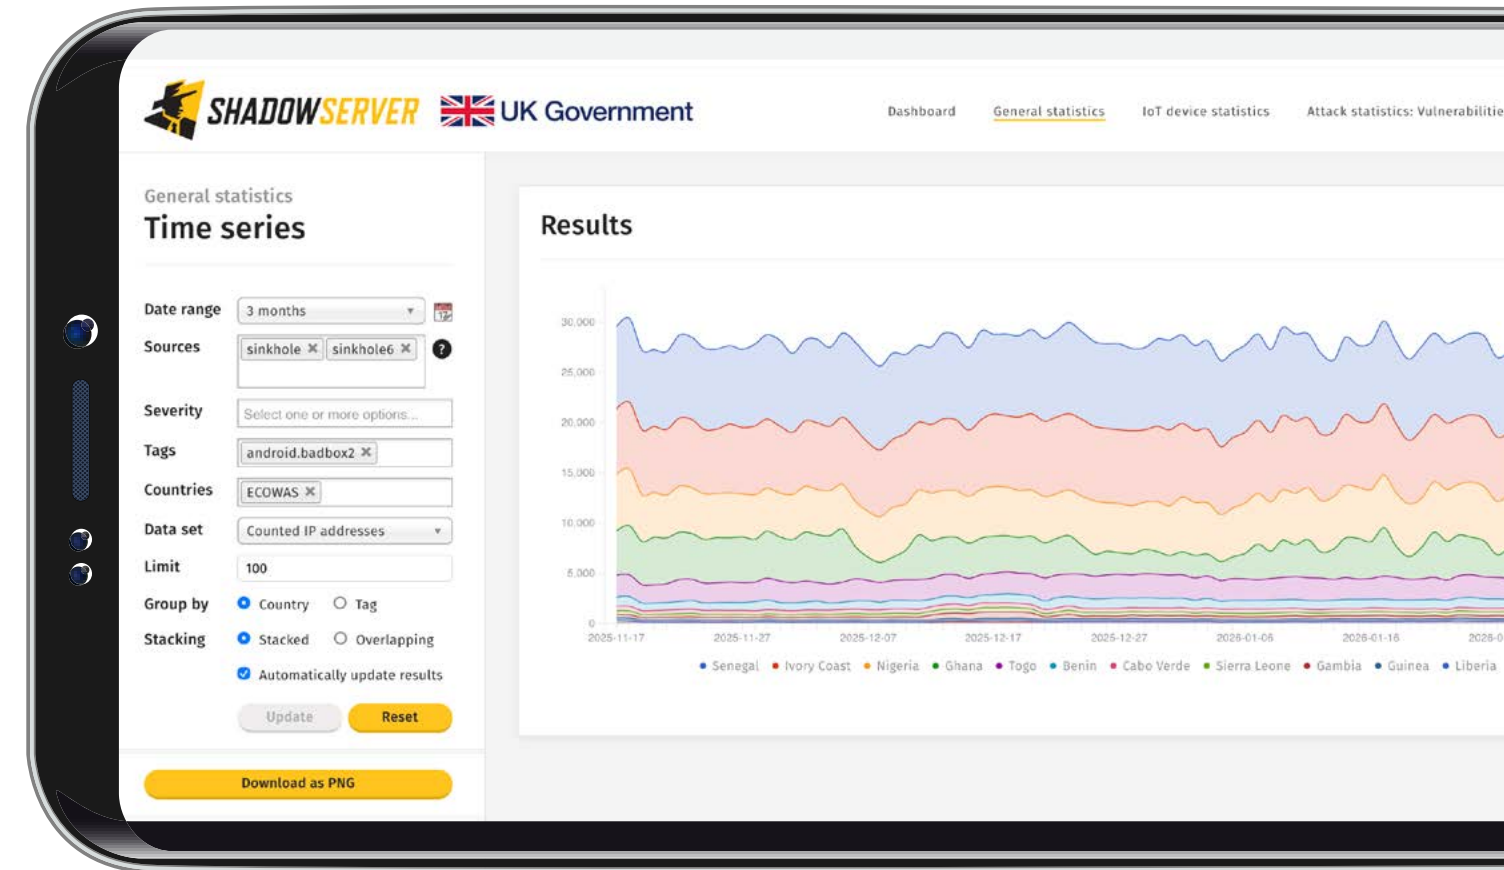 SHADOWSERVER UK Government
Dashboard General statistics IoT device statistics Attack statistics: Vulnerabilitie
General statistics
Time series
Date range 3 months
Sources sinkhole × sinkhole6 × ?
Severity Select one or more options...
Tags android.badbox2 ×
Countries ECOWAS ×
Data set Counted IP addresses
Limit 100
Group by Country Tag
Stacking Stacked Overlapping
Automatically update results
Update Reset
Download as PNG
Results
30,000
25,000
20,000
15,000
10,000
5,000
0
2025-11-17 2025-11-27 2025-12-07 2025-12-17 2025-12-27 2026-01-06 2026-01-16 2026-0
Senegal Ivory Coast Nigeria Ghana Togo Benin Cabo Verde Sierra Leone Gambia Guinea Liberia